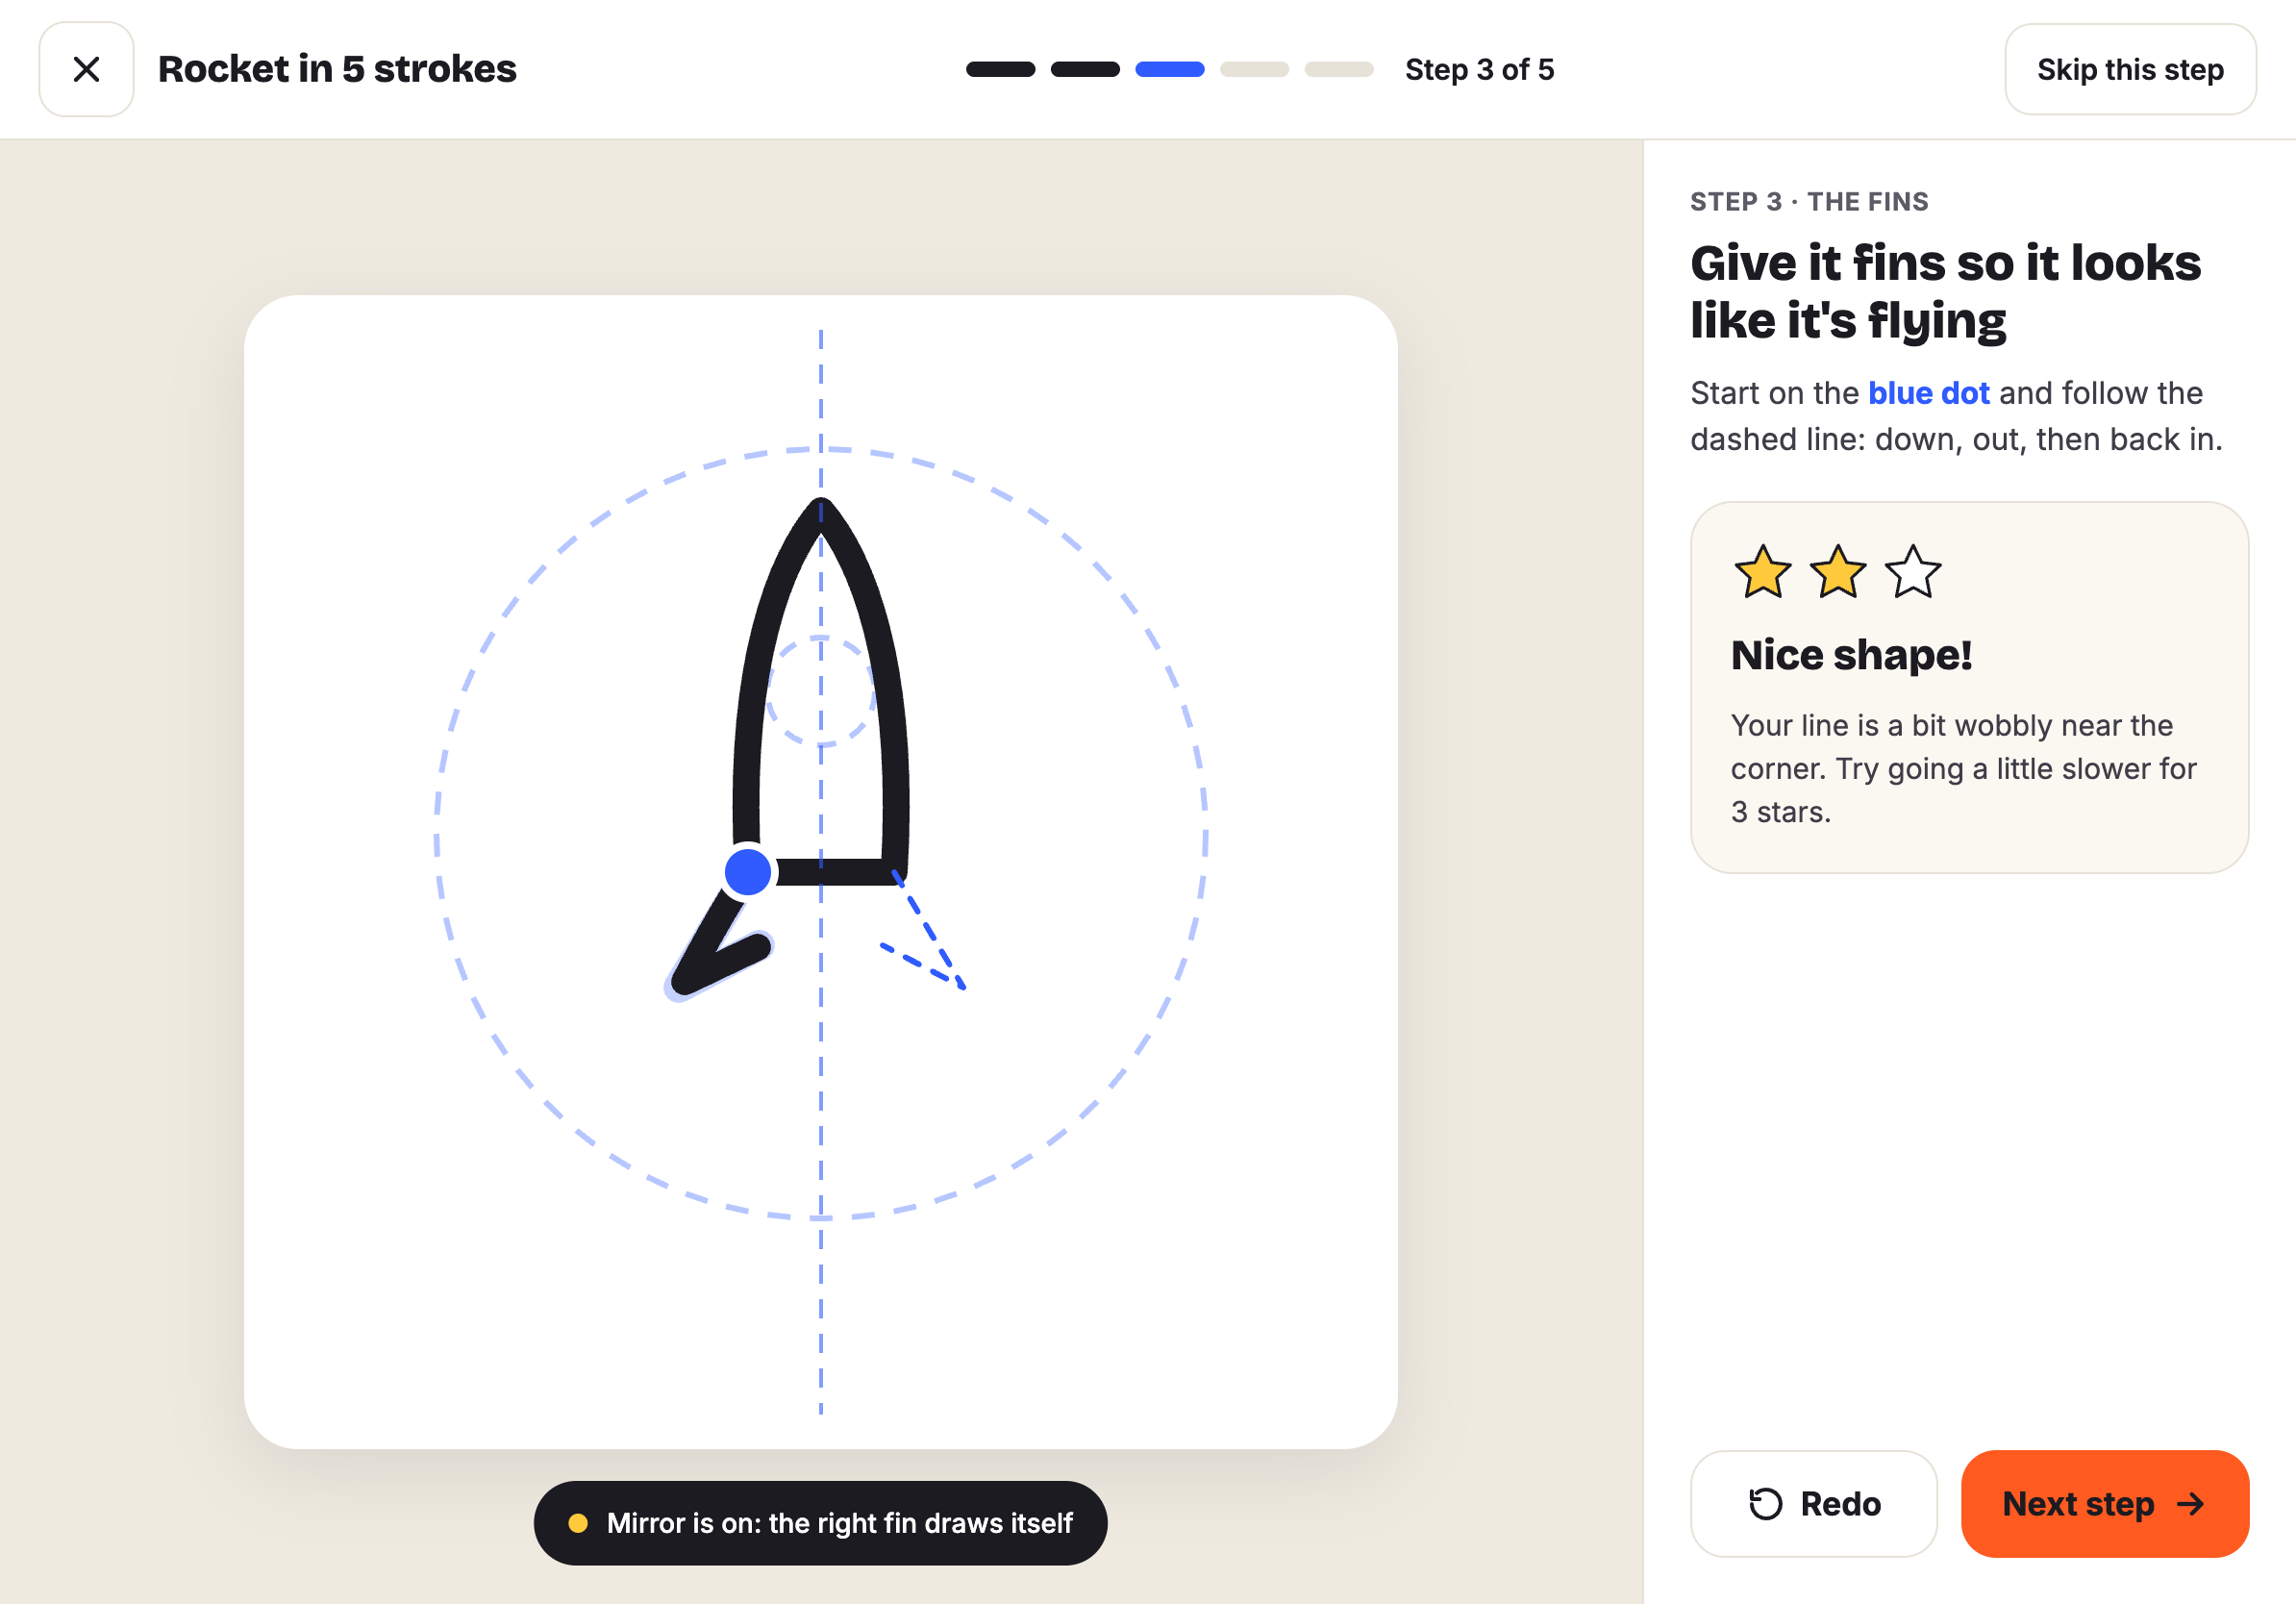 Rocket in 5 strokes
Step 3 of 5
Skip this step
STEP 3 · THE FINS
Give it fins so it looks
like it's flying
Start on the blue dot and follow the
dashed line: down, out, then back in.
Nice shape!
Your line is a bit wobbly near the
corner. Try going a little slower for
3 stars.
Mirror is on: the right fin draws itself
Redo
Next step